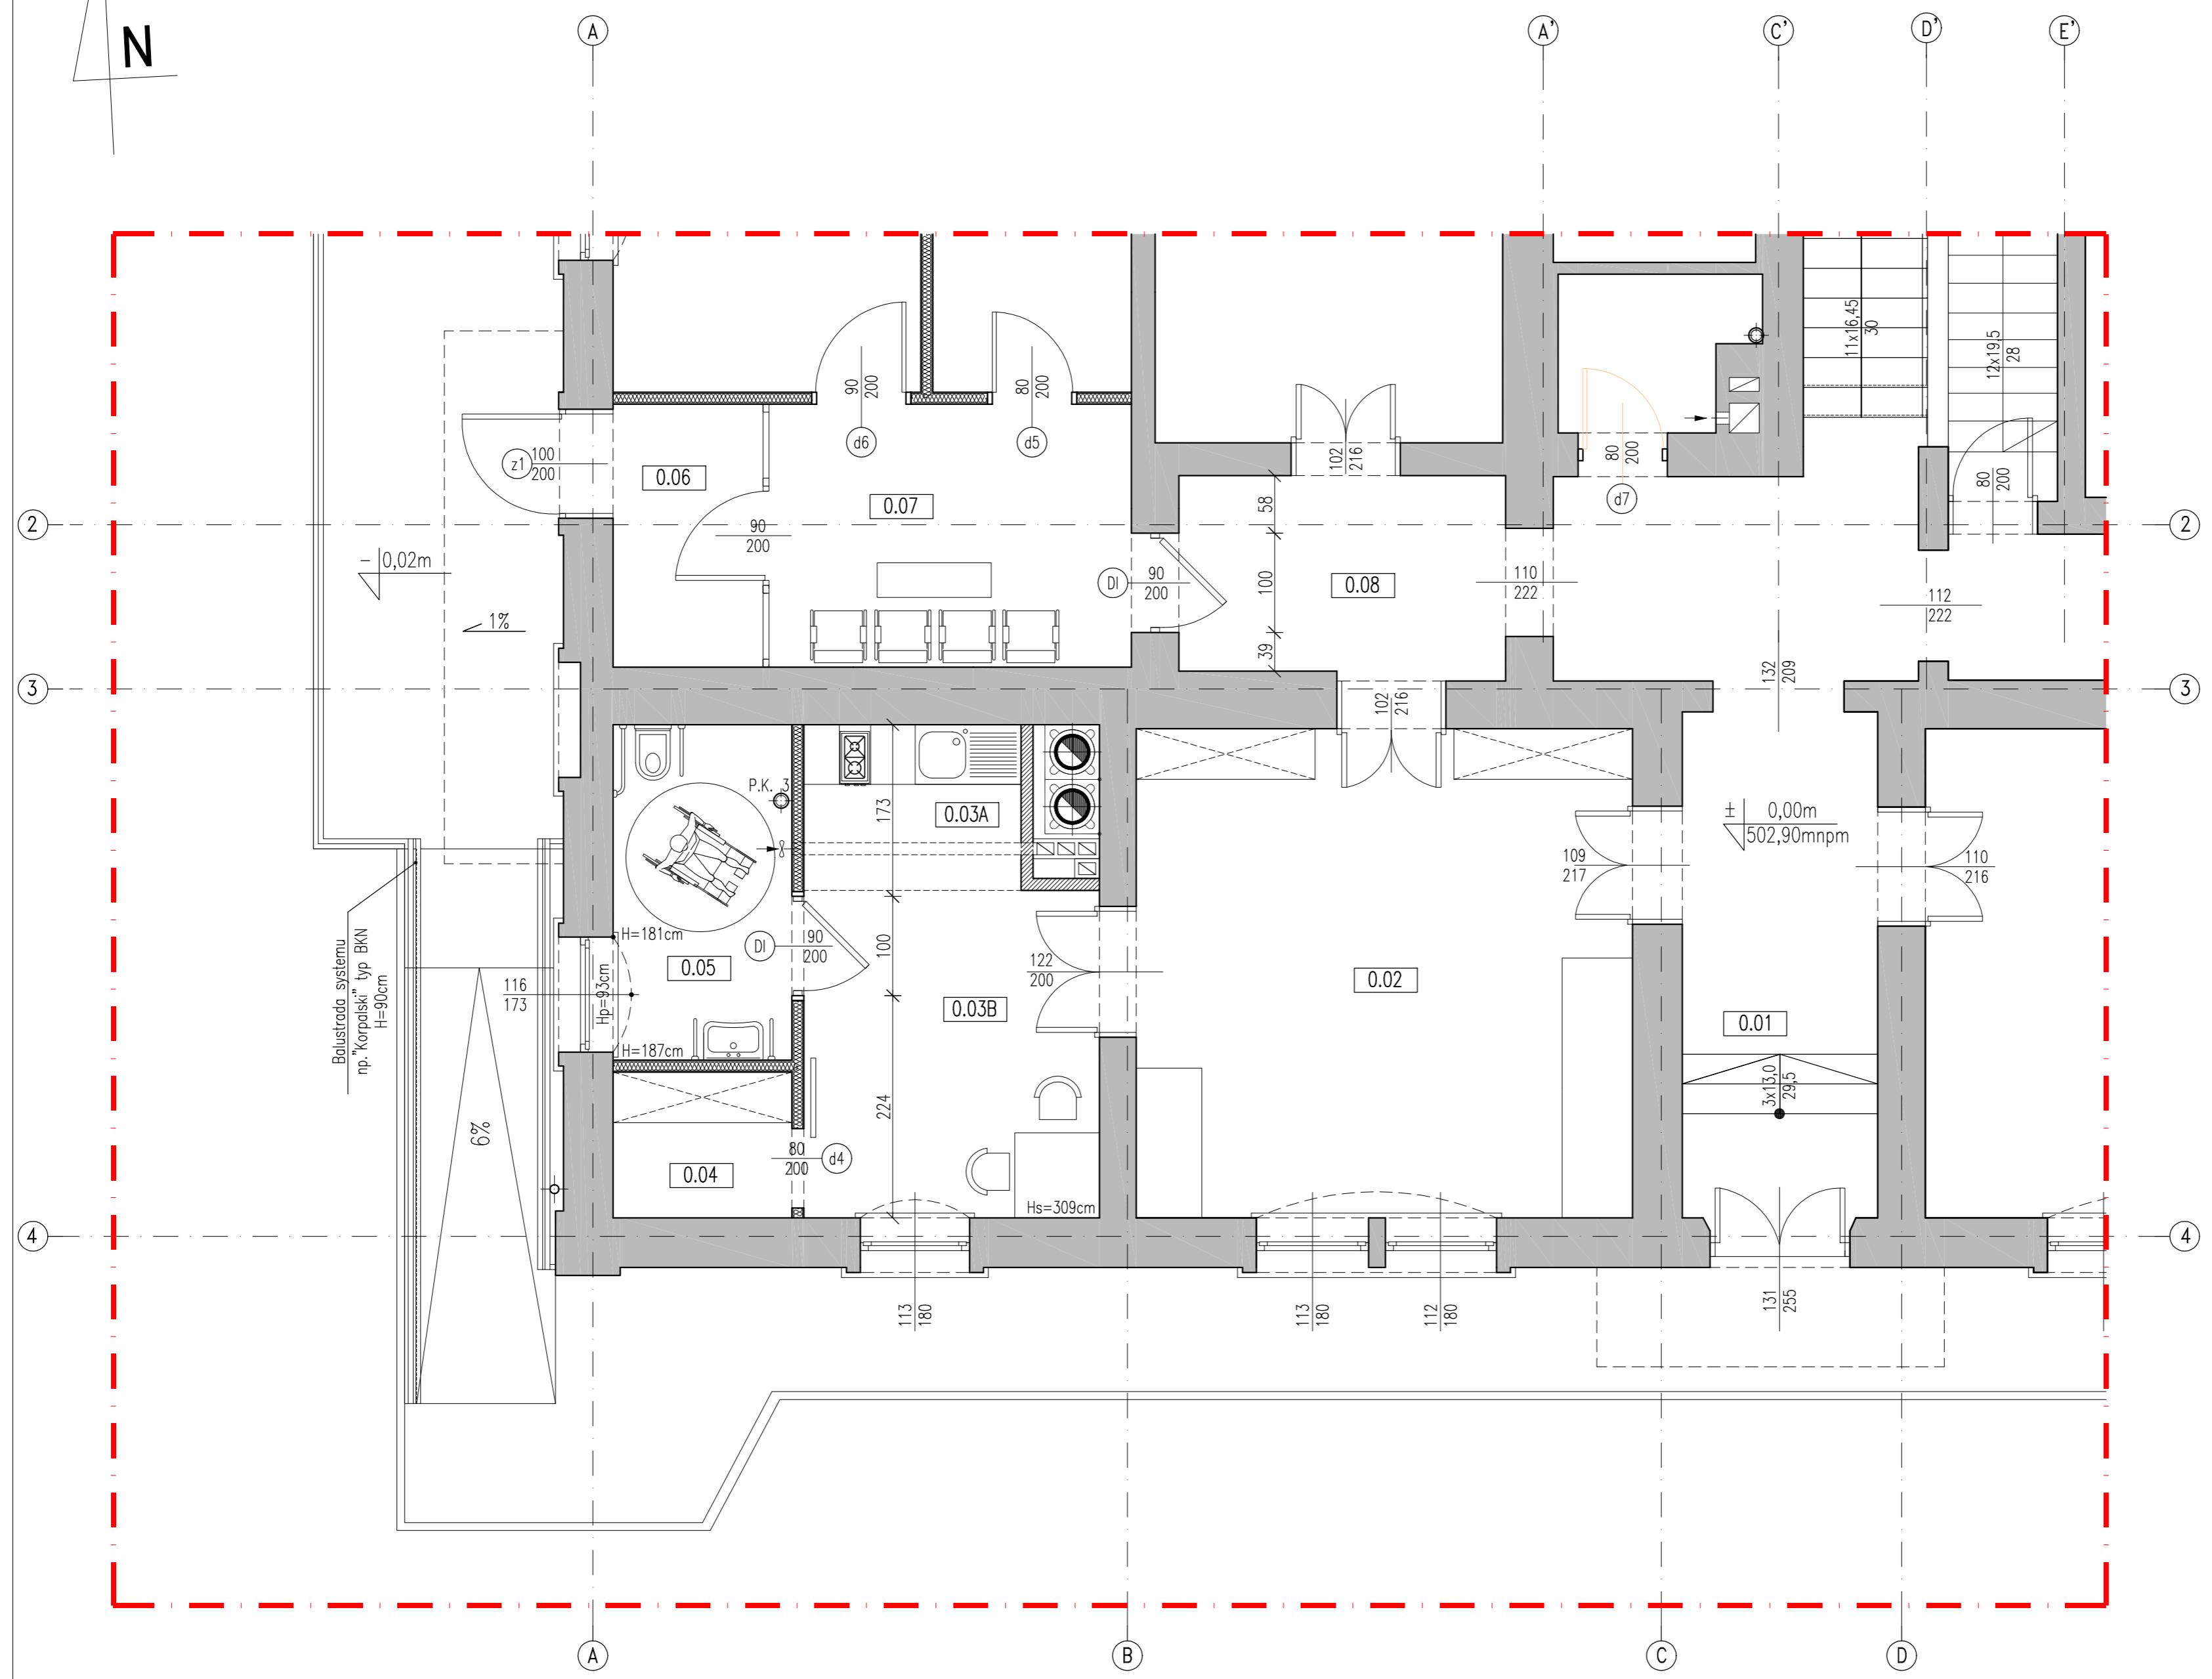 N
A
A'
C'
D'
E'
11x16,45
30
12x19,5
28
90
200
d6
80
200
d5
102
216
80
200
d7
80
200
z1
100
200
0.06
0.07
2
2
90
200
58
- 0,02m
1%
DI
90
200
100
0.08
110
222
112
222
39
132
209
3
3
102
216
P.K. 3
173
0.03A
± 0,00m
502,90mnpm
109
217
110
216
Balustrada systemu
np."Korpalski" typ BKN
H=90cm
H=181cm
DI
90
200
100
0.05
122
200
0.02
116
173
Hp=93cm
0.03B
0.01
H=187cm
3x13,0
29,5
6%
224
80
200
d4
0.04
Hs=309cm
4
4
113
180
113
180
112
180
131
255
A
B
C
D